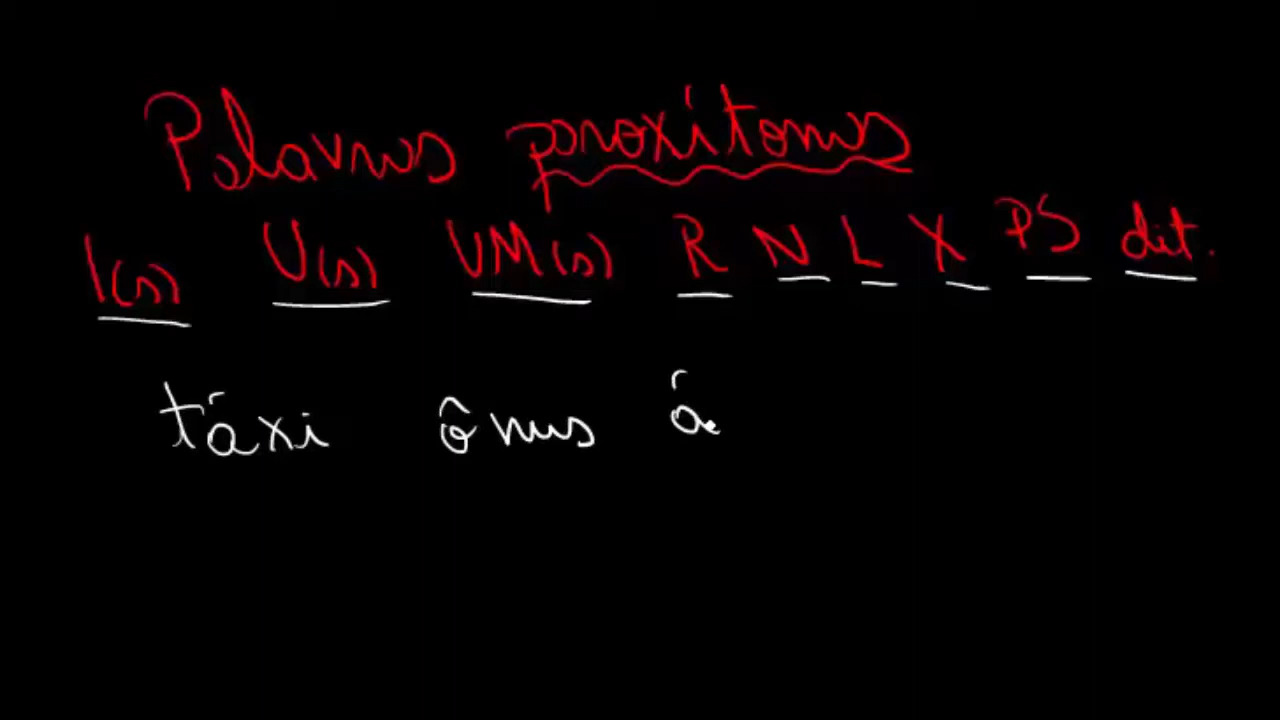 Palavras paroxítonas
I(s) U(s) UM(s) R N L X PS dit.
táxi ônus á